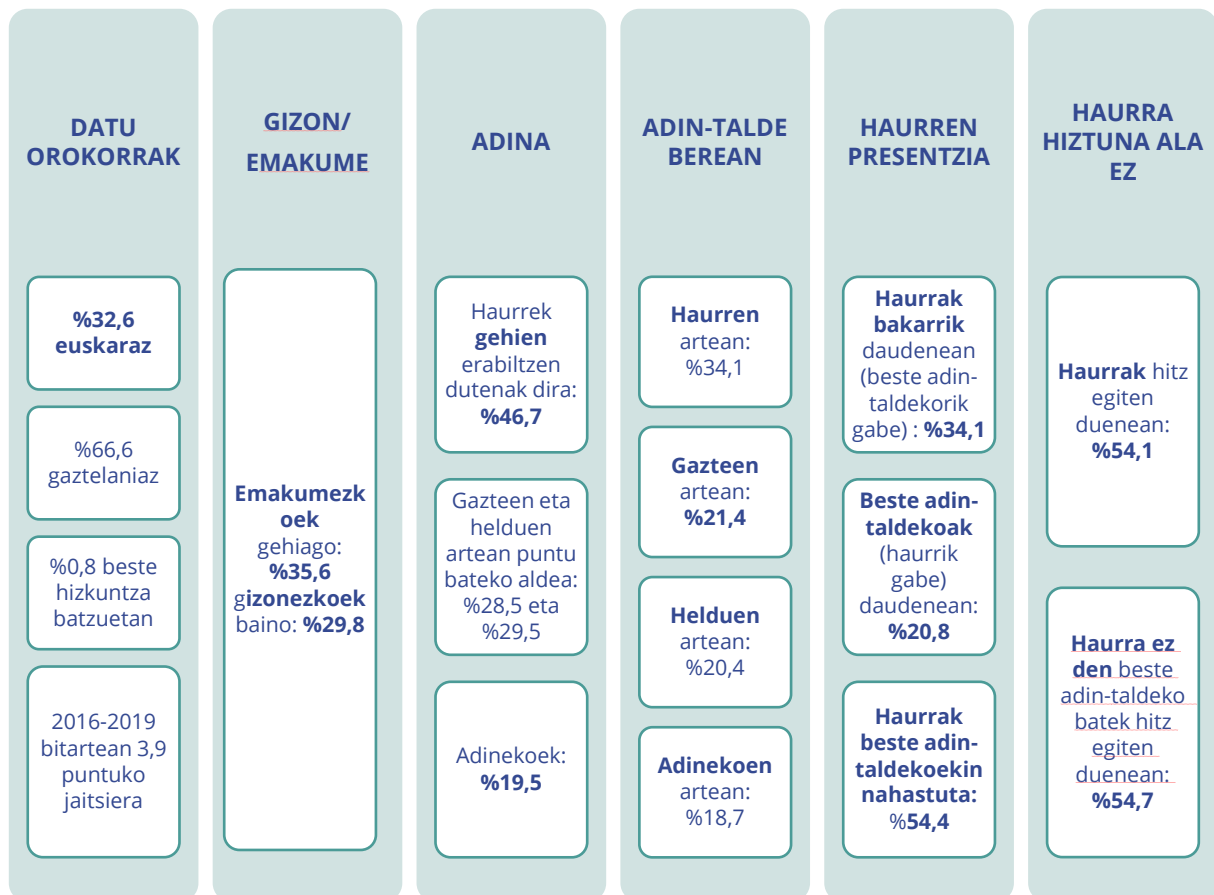 DATU
OROKORRAK
%32,6
euskaraz
%66,6
gaztelaniaz
%0,8 beste
hizkuntza
batzuetan
2016-2019
bitartean 3,9
puntuko
jaitsiera
GIZON/
EMAKUME
Emakumezk
oek
gehiago:
%35,6
gizonezkoek
baino: %29,8
ADINA
Haurrek
gehien
erabiltzen
dutenak dira:
%46,7
Gazteen eta
helduen
artean puntu
bateko aldea:
%28,5 eta
%29,5
Adinekoek:
%19,5
ADIN-TALDE
BEREAN
Haurren
artean:
%34,1
Gazteen
artean:
%21,4
Helduen
artean:
%20,4
Adinekoen
artean:
%18,7
HAURREN
PRESENTZIA
Haurrak
bakarrik
daudenean
(beste adin-
taldekorik
gabe) : %34,1
Beste adin-
taldekoak
(haurrik
gabe)
daudenean:
%20,8
Haurrak
beste adin-
taldekoekin
nahastuta:
%54,4
HAURRA
HIZTUNA ALA
EZ
Haurrak hitz
egiten
duenean:
%54,1
Haurra ez
den beste
adin-taldeko
batek hitz
egiten
duenean:
%54,7